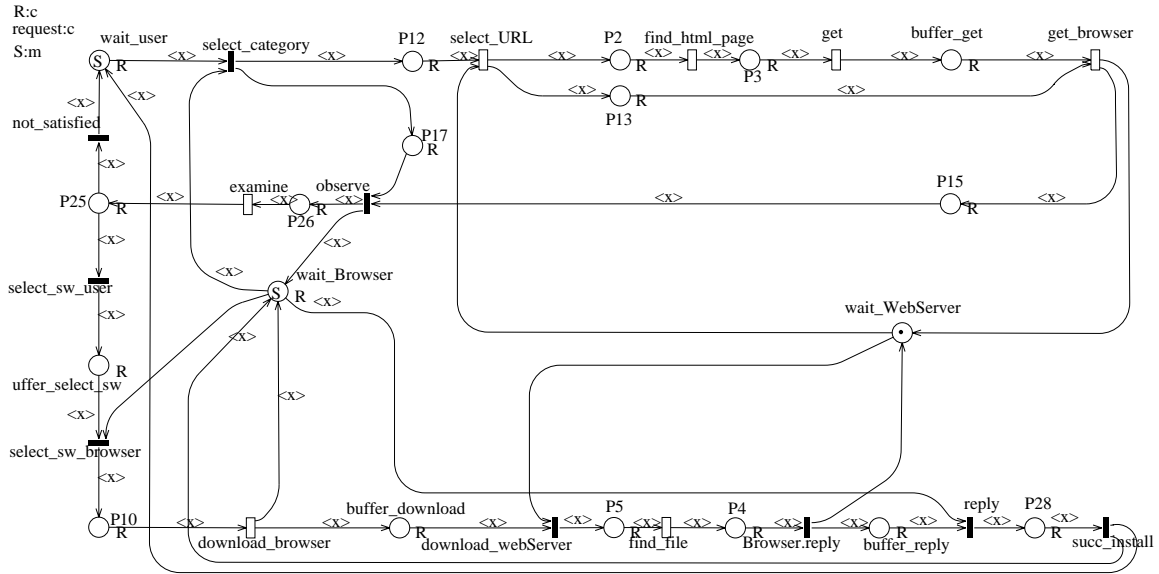 R:c
request:c
S:m
wait_user
S
R
<x>
select_category
<x>
P12
R
<x>
select_URL
<x>
P2
R
<x>
find_html_page
<x>
P3
R
<x>
get
<x>
buffer_get
R
<x>
get_browser
<x>
<x>
P13
R
<x>
<x>
not_satisfied
<x>
P17
R
P25
R
<x>
examine
<x>
P26
R
<x>
observe
<x>
P15
R
<x>
<x>
<x>
select_sw_user
<x>
<x>
wait_Browser
S
R
<x>
<x>
wait_WebServer
uffer_select_sw
R
<x>
<x>
select_sw_browser
<x>
P10
R
<x>
download_browser
<x>
buffer_download
R
<x>
download_webServer
<x>
P5
R
<x>
find_file
<x>
P4
R
<x>
Browser.reply
<x>
buffer_reply
R
<x>
reply
<x>
P28
R
<x>
succ_install